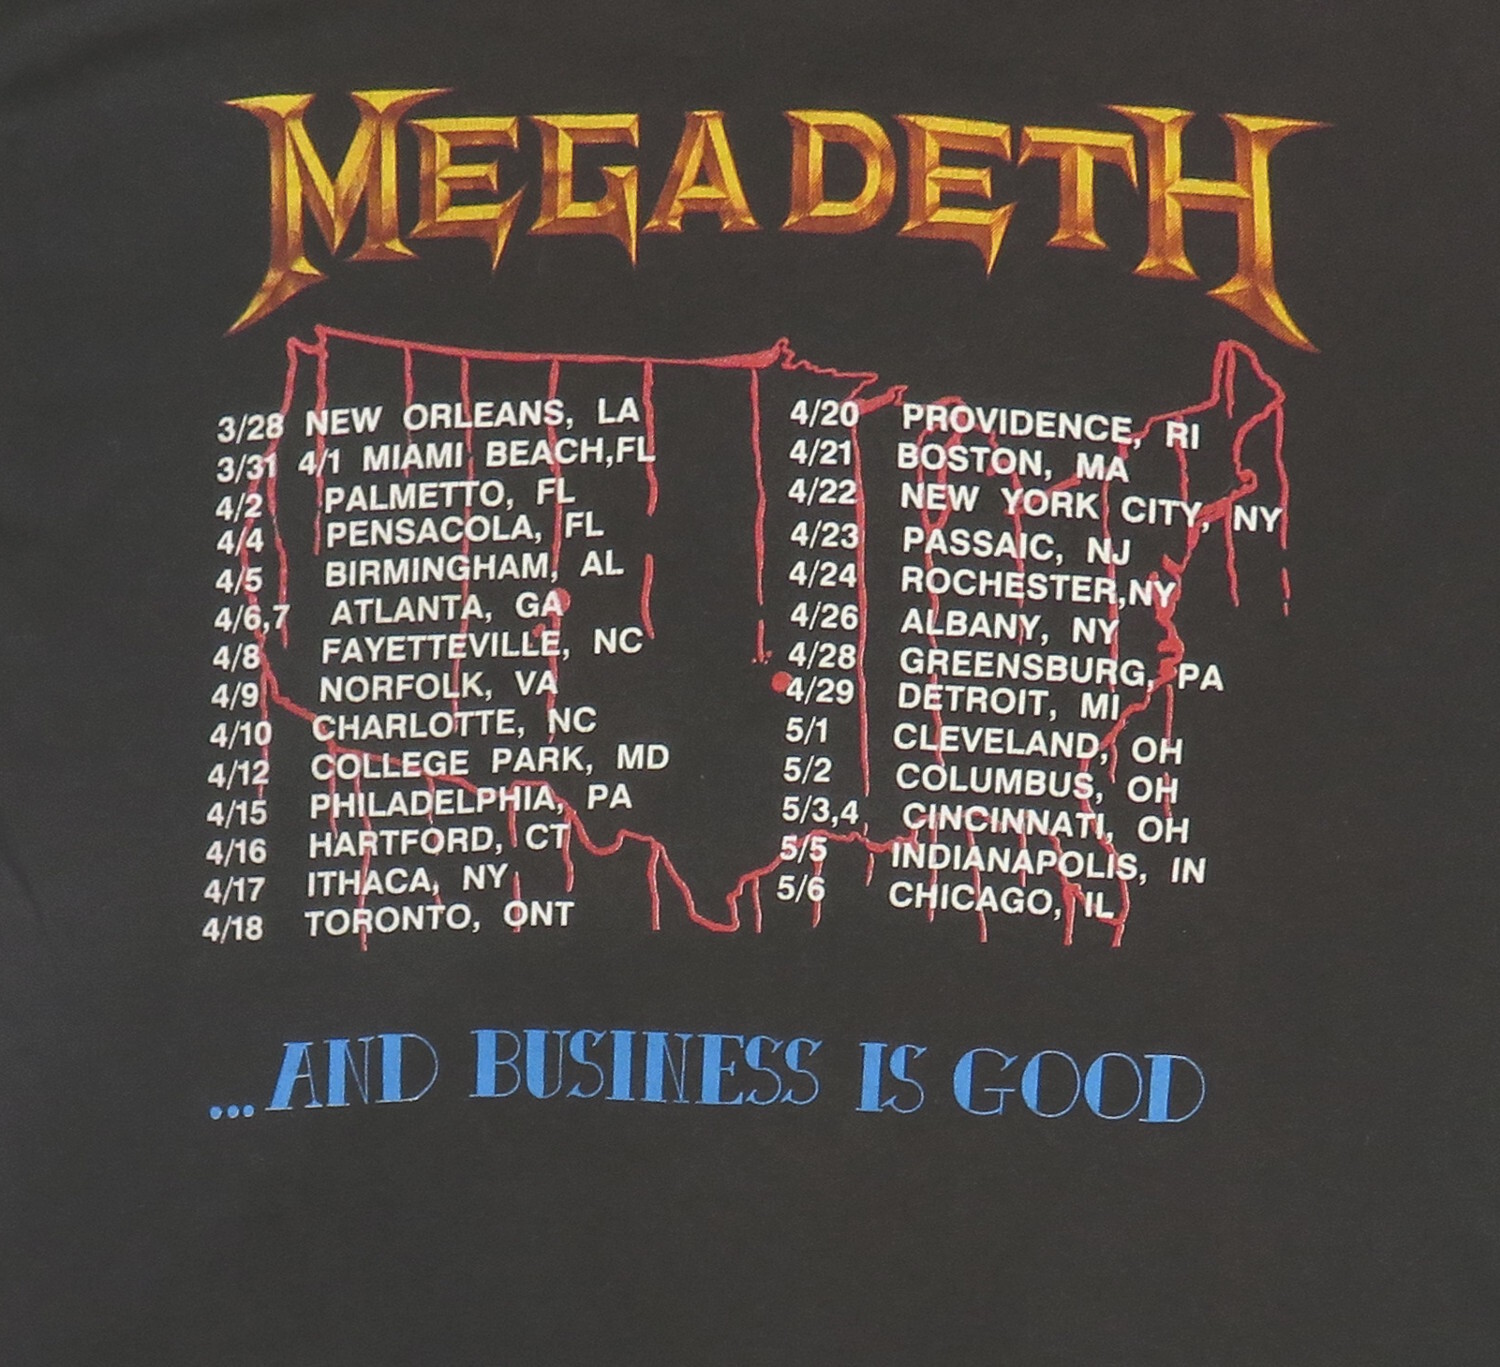 MEGADETH
3/28 NEW ORLEANS, LA
3/31 4/1 MIAMI BEACH,FL
4/2 PALMETTO, FL
4/4 PENSACOLA, FL
4/5 BIRMINGHAM, AL
4/6,7 ATLANTA, GA
4/8 FAYETTEVILLE, NC
4/9 NORFOLK, VA
4/10 CHARLOTTE, NC
4/12 COLLEGE PARK, MD
4/15 PHILADELPHIA, PA
4/16 HARTFORD, CT
4/17 ITHACA, NY
4/18 TORONTO, ONT
4/20 PROVIDENCE, RI
4/21 BOSTON, MA
4/22 NEW YORK CITY, NY
4/23 PASSAIC, NJ
4/24 ROCHESTER,NY
4/26 ALBANY, NY
4/28 GREENSBURG, PA
4/29 DETROIT, MI
5/1 CLEVELAND, OH
5/2 COLUMBUS, OH
5/3,4 CINCINNATI, OH
5/5 INDIANAPOLIS, IN
5/6 CHICAGO, IL
...AND BUSINESS IS GOOD